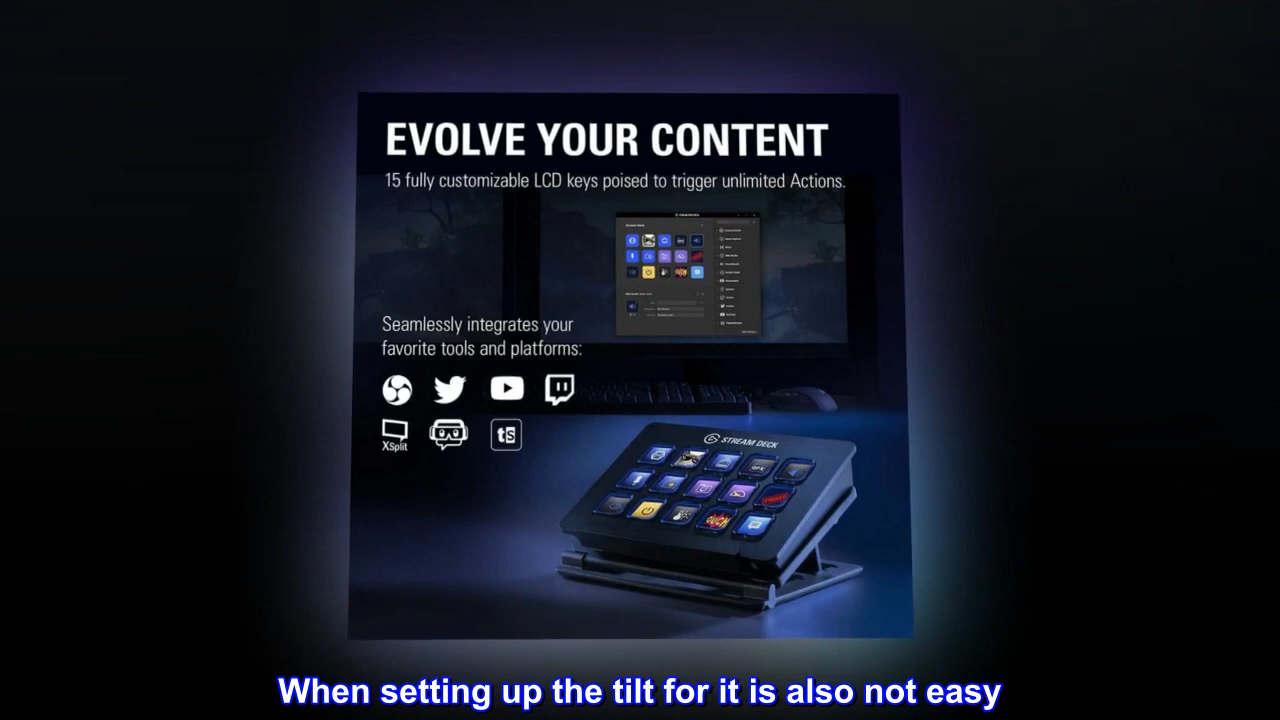 EVOLVE YOUR CONTENT
15 fully customizable LCD keys poised to trigger unlimited Actions.
Seamlessly integrates your
favorite tools and platforms:
XSplit
ts
STREAM DECK
When setting up the tilt for it is also not easy